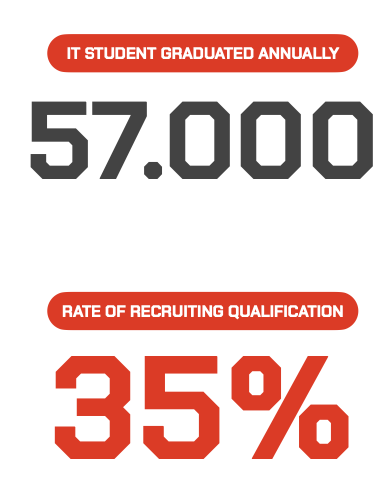 IT STUDENT GRADUATED ANNUALLY
57.000
RATE OF RECRUITING QUALIFICATION
35%